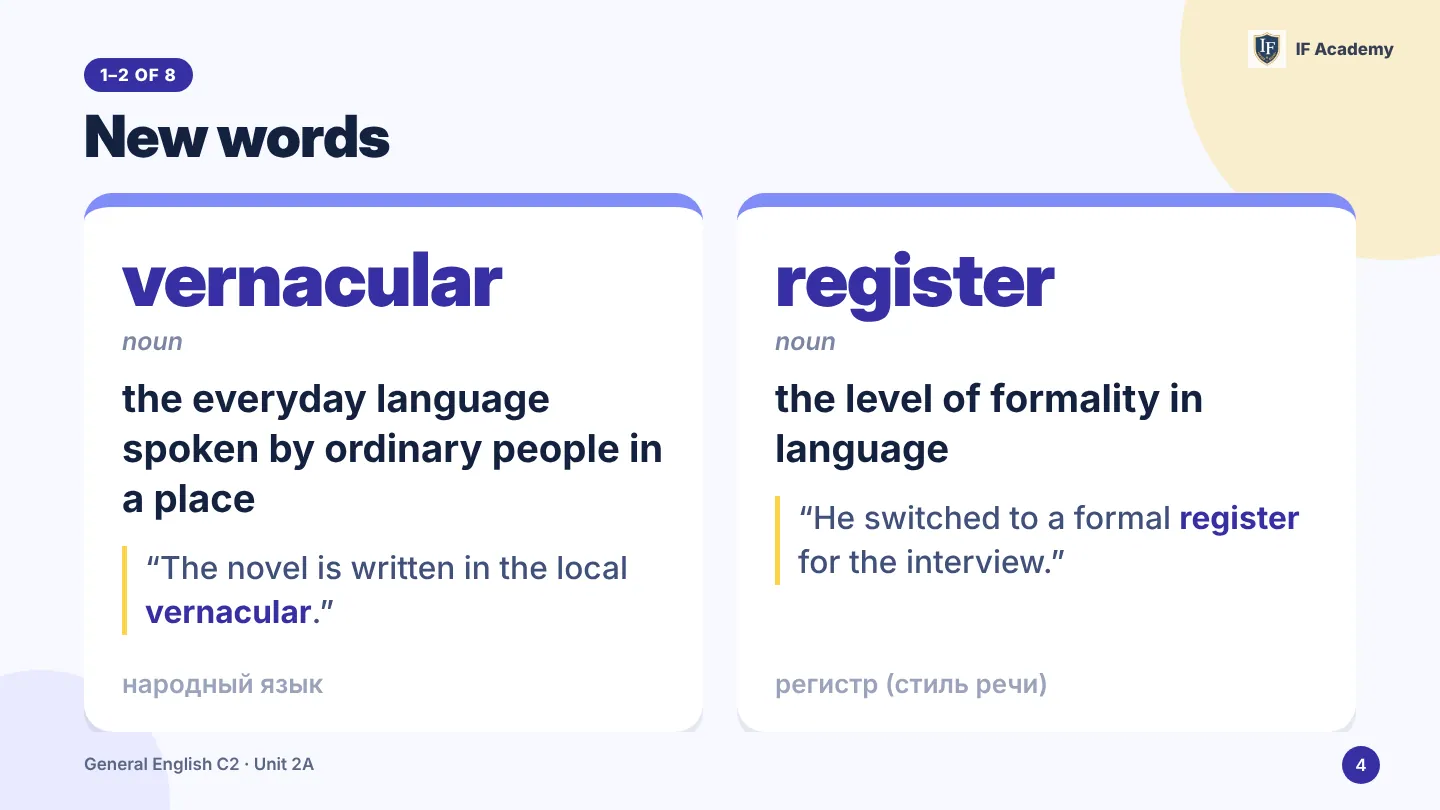 IF
IF Academy
1–2 OF 8
New words
vernacular
noun
the everyday language
spoken by ordinary people in
a place
“The novel is written in the local
vernacular.”
народный язык
register
noun
the level of formality in
language
“He switched to a formal register
for the interview.”
регистр (стиль речи)
General English C2 · Unit 2A
4